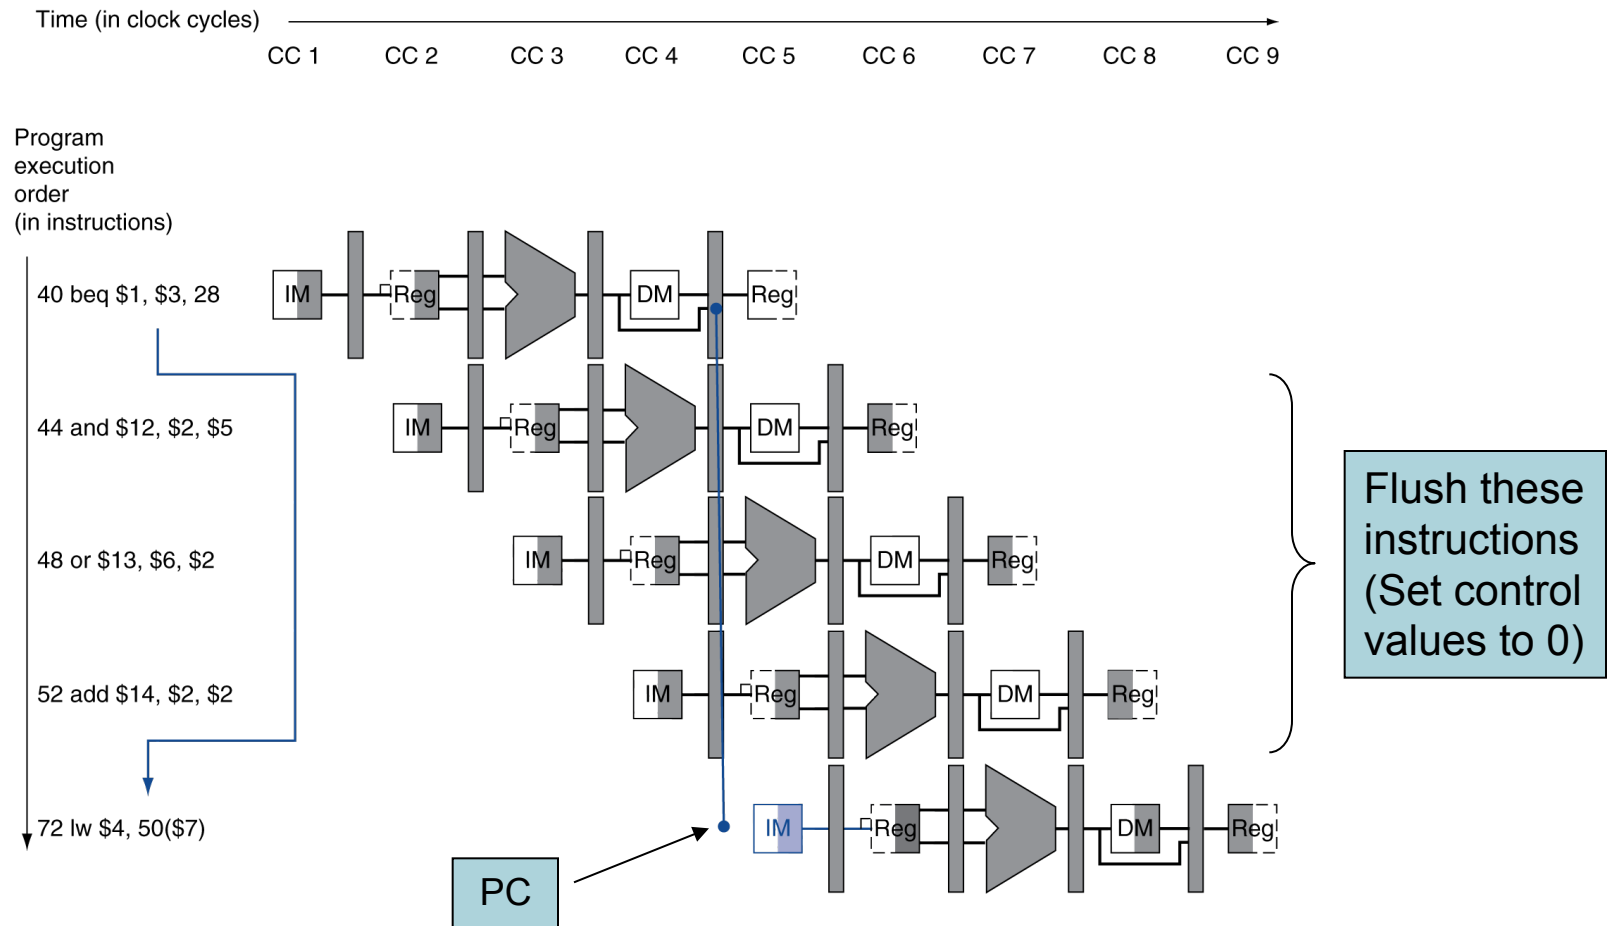 Time (in clock cycles)
CC 1 CC 2 CC 3 CC 4 CC 5 CC 6 CC 7 CC 8 CC 9
Program
execution
order
(in instructions)
40 beq $1, $3, 28
IM Reg DM Reg
44 and $12, $2, $5
IM Reg DM Reg
48 or $13, $6, $2
IM Reg DM Reg
52 add $14, $2, $2
IM Reg DM Reg
72 lw $4, 50($7)
IM Reg DM Reg
PC
Flush these
instructions
(Set control
values to 0)